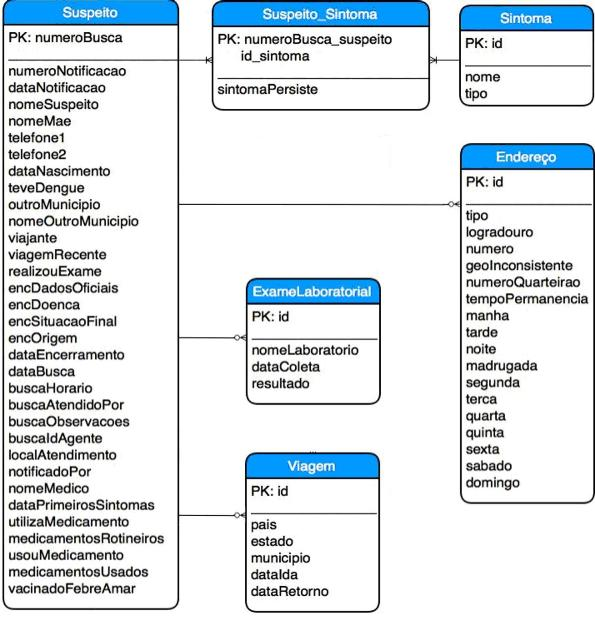 Suspeito
PK: numeroBusca
numeroNotificacao
dataNotificacao
nomeSuspeito
nomeMae
telefone1
telefone2
dataNascimento
teveDengue
outroMunicipio
nomeOutroMunicipio
viajante
viagemRecente
realizouExame
encDadosOficiais
encDoenca
encSituacaoFinal
encOrigem
dataEncerramento
dataBusca
buscaHorario
buscaAtendidoPor
buscaObservacoes
buscaIdAgente
localAtendimento
notificadoPor
nomeMedico
dataPrimeirosSintomas
utilizaMedicamento
medicamentosRotineiros
usouMedicamento
medicamentosUsados
vacinadoFebreAmar
Suspeito_Sintoma
PK: numeroBusca_suspeito
id_sintoma
sintomaPersiste
Sintoma
PK: id
nome
tipo
Endereço
PK: id
tipo
logradouro
numero
geoInconsistente
numeroQuarteirao
tempoPermanencia
manha
tarde
noite
madrugada
segunda
terca
quarta
quinta
sexta
sabado
domingo
ExameLaboratorial
PK: id
nomeLaboratorio
dataColeta
resultado
Viagem
PK: id
pais
estado
municipio
dataIda
dataRetorno